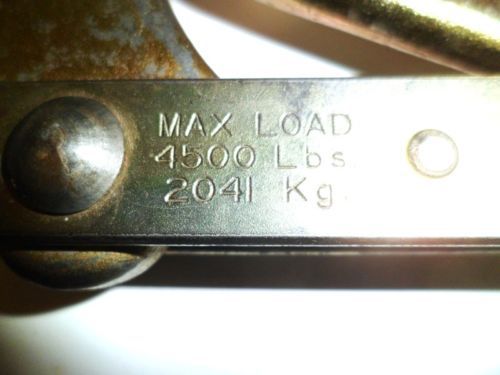 MAX LOAD
4500 Lbs.
2041 Kg.